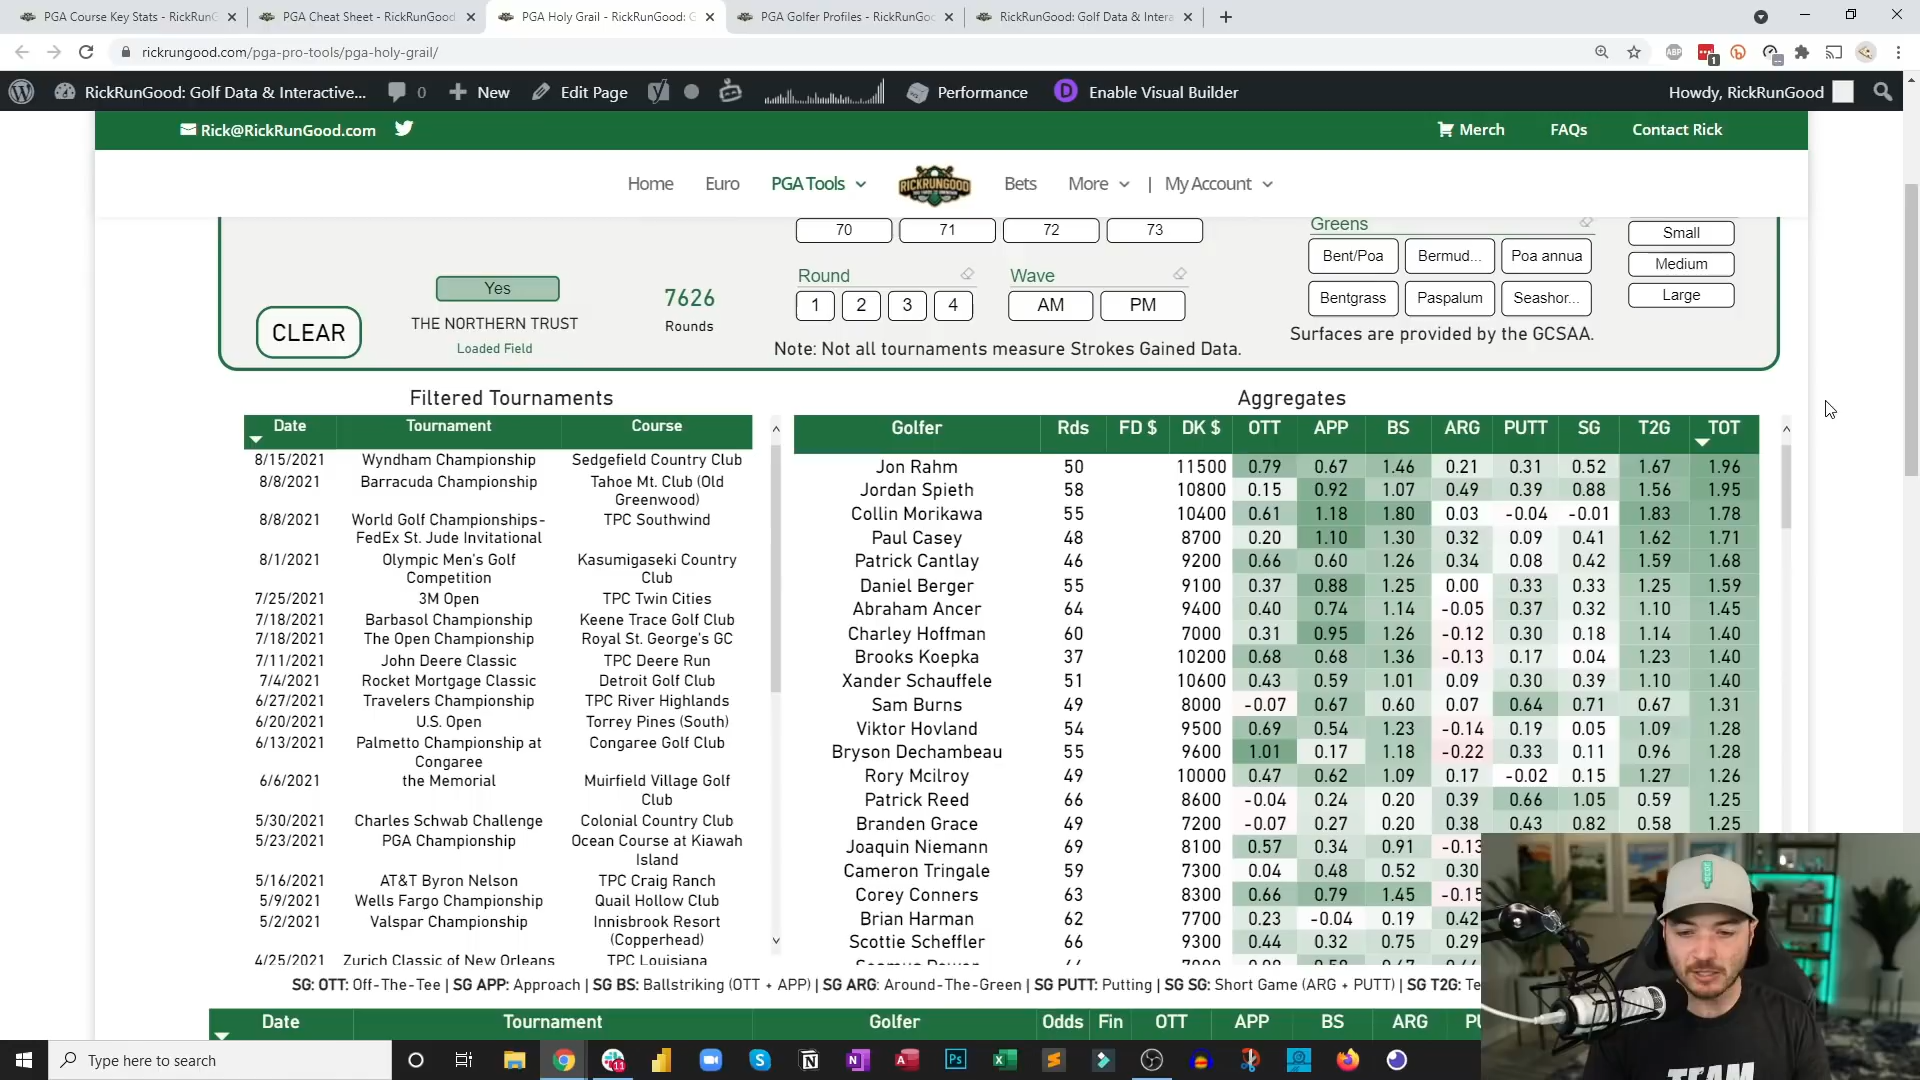 PGA Course Key Stats - RickRunG
PGA Cheat Sheet - RickRunGood
PGA Holy Grail - RickRunGood: G
PGA Golfer Profiles - RickRunGoo
RickRunGood: Golf Data & Intera
rickrungood.com/pga-pro-tools/pga-holy-grail/
RickRunGood: Golf Data & Interactive... 0 New Edit Page Performance Enable Visual Builder Howdy, RickRunGood
Rick@RickRunGood.com Merch FAQs Contact Rick
Home Euro PGA Tools RICKRUNGOOD Bets More | My Account
70 71 72 73
Greens
Small
Bent/Poa Bermud... Poa annua
Medium
Round Wave
Yes 7626
1 2 3 4 AM PM
Bentgrass Paspalum Seashor...
Large
CLEAR THE NORTHERN TRUST Rounds
Loaded Field
Note: Not all tournaments measure Strokes Gained Data.
Surfaces are provided by the GCSAA.
Filtered Tournaments
Date Tournament Course
8/15/2021 Wyndham Championship Sedgefield Country Club
8/8/2021 Barracuda Championship Tahoe Mt. Club (Old
Greenwood)
8/8/2021 World Golf Championships- TPC Southwind
FedEx St. Jude Invitational
8/1/2021 Olympic Men's Golf Kasumigaseki Country
Competition Club
7/25/2021 3M Open TPC Twin Cities
7/18/2021 Barbasol Championship Keene Trace Golf Club
7/18/2021 The Open Championship Royal St. George's GC
7/11/2021 John Deere Classic TPC Deere Run
7/4/2021 Rocket Mortgage Classic Detroit Golf Club
6/27/2021 Travelers Championship TPC River Highlands
6/20/2021 U.S. Open Torrey Pines (South)
6/13/2021 Palmetto Championship at Congaree Golf Club
Congaree
6/6/2021 the Memorial Muirfield Village Golf
Club
5/30/2021 Charles Schwab Challenge Colonial Country Club
5/23/2021 PGA Championship Ocean Course at Kiawah
Island
5/16/2021 AT&T Byron Nelson TPC Craig Ranch
5/9/2021 Wells Fargo Championship Quail Hollow Club
5/2/2021 Valspar Championship Innisbrook Resort
(Copperhead)
4/25/2021 Zurich Classic of New Orleans TPC Louisiana
Aggregates
Golfer Rds FD $ DK $ OTT APP BS ARG PUTT SG T2G TOT
Jon Rahm 50 11500 0.79 0.67 1.46 0.21 0.31 0.52 1.67 1.96
Jordan Spieth 58 10800 0.15 0.92 1.07 0.49 0.39 0.88 1.56 1.95
Collin Morikawa 55 10400 0.61 1.18 1.80 0.03 -0.04 -0.01 1.83 1.78
Paul Casey 48 8700 0.20 1.10 1.30 0.32 0.09 0.41 1.62 1.71
Patrick Cantlay 46 9200 0.66 0.60 1.26 0.34 0.08 0.42 1.59 1.68
Daniel Berger 55 9100 0.37 0.88 1.25 0.00 0.33 0.33 1.25 1.59
Abraham Ancer 64 9400 0.40 0.74 1.14 -0.05 0.37 0.32 1.10 1.45
Charley Hoffman 60 7000 0.31 0.95 1.26 -0.12 0.30 0.18 1.14 1.40
Brooks Koepka 37 10200 0.68 0.68 1.36 -0.13 0.17 0.04 1.23 1.40
Xander Schauffele 51 10600 0.43 0.59 1.01 0.09 0.30 0.39 1.10 1.40
Sam Burns 49 8000 -0.07 0.67 0.60 0.07 0.64 0.71 0.67 1.31
Viktor Hovland 54 9500 0.69 0.54 1.23 -0.14 0.19 0.05 1.09 1.28
Bryson Dechambeau 55 9600 1.01 0.17 1.18 -0.22 0.33 0.11 0.96 1.28
Rory Mcilroy 49 10000 0.47 0.62 1.09 0.17 -0.02 0.15 1.27 1.26
Patrick Reed 66 8600 -0.04 0.24 0.20 0.39 0.66 1.05 0.59 1.25
Branden Grace 49 7200 -0.07 0.27 0.20 0.38 0.43 0.82 0.58 1.25
Joaquin Niemann 69 8100 0.57 0.34 0.91 -0.13
Cameron Tringale 59 7300 0.04 0.48 0.52 0.30
Corey Conners 63 8300 0.66 0.79 1.45 -0.15
Brian Harman 62 7700 0.23 -0.04 0.19 0.42
Scottie Scheffler 66 9300 0.44 0.32 0.75 0.29
SG: OTT: Off-The-Tee | SG APP: Approach | SG BS: Ballstriking (OTT + APP) | SG ARG: Around-The-Green | SG PUTT: Putting | SG SG: Short Game (ARG + PUTT) | SG T2G: Te
Date Tournament Golfer Odds Fin OTT APP BS ARG PU
Type here to search
TEAM